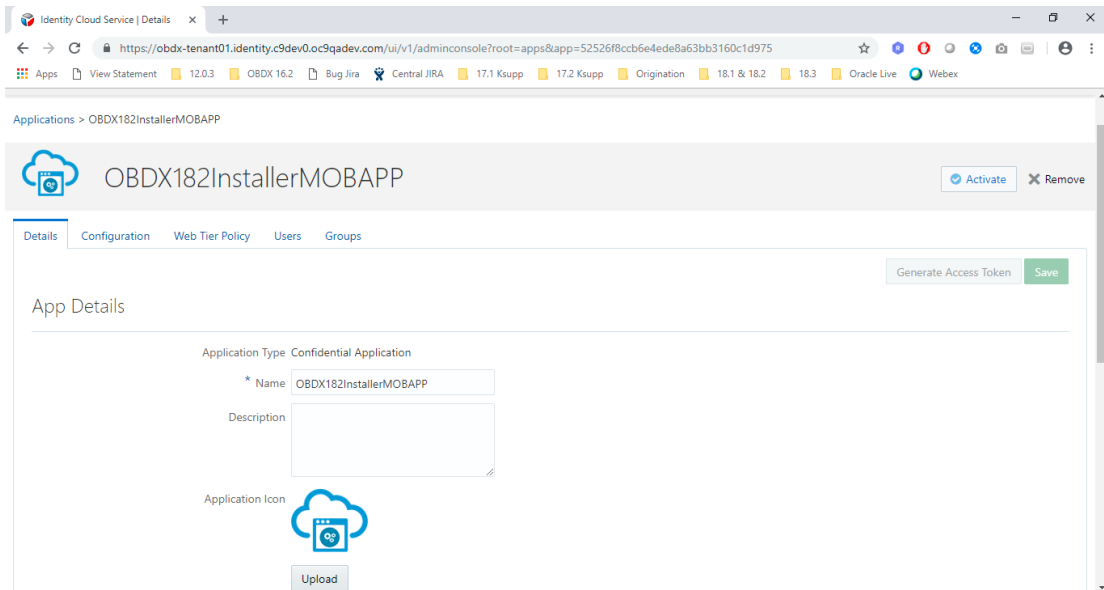 Identity Cloud Service | Details
https://obdx-tenant01.identity.c9dev0.oc9qadev.com/ui/v1/adminconsole?root=apps&app=52526f8ccb6e4ede8a63bb3160c1d975
Apps View Statement 12.0.3 OBDX 16.2 Bug Jira Central JIRA 17.1 Ksupp 17.2 Ksupp Origination 18.1 & 18.2 18.3 Oracle Live Webex
Applications > OBDX182InstallerMOBAPP
OBDX182InstallerMOBAPP
Activate Remove
Details Configuration Web Tier Policy Users Groups
Generate Access Token Save
App Details
Application Type Confidential Application
* Name OBDX182InstallerMOBAPP
Description
Application Icon
Upload